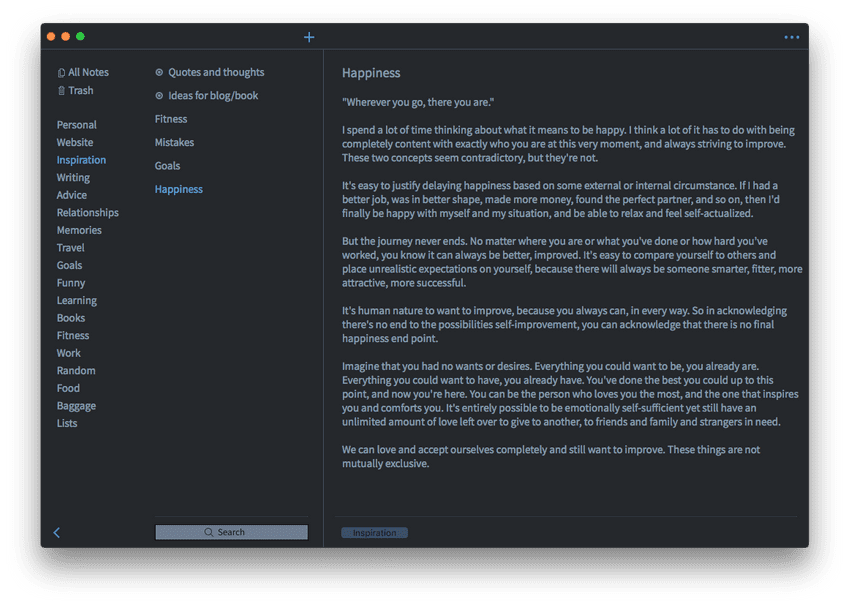 All Notes
Trash
Personal
Website
Inspiration
Writing
Advice
Relationships
Memories
Travel
Goals
Funny
Learning
Books
Fitness
Work
Random
Food
Baggage
Lists
Quotes and thoughts
Ideas for blog/book
Fitness
Mistakes
Goals
Happiness
Search
Happiness
"Wherever you go, there you are."
I spend a lot of time thinking about what it means to be happy. I think a lot of it has to do with being
completely content with exactly who you are at this very moment, and always striving to improve.
These two concepts seem contradictory, but they're not.
It's easy to justify delaying happiness based on some external or internal circumstance. If I had a
better job, was in better shape, made more money, found the perfect partner, and so on, then I'd
finally be happy with myself and my situation, and be able to relax and feel self-actualized.
But the journey never ends. No matter where you are or what you've done or how hard you've
worked, you know it can always be better, improved. It's easy to compare yourself to others and
place unrealistic expectations on yourself, because there will always be someone smarter, fitter, more
attractive, more successful.
It's human nature to want to improve, because you always can, in every way. So in acknowledging
there's no end to the possibilities self-improvement, you can acknowledge that there is no final
happiness end point.
Imagine that you had no wants or desires. Everything you could want to be, you already are.
Everything you could want to have, you already have. You've done the best you could up to this
point, and now you're here. You can be the person who loves you the most, and the one that inspires
you and comforts you. It's entirely possible to be emotionally self-sufficient yet still have an
unlimited amount of love left over to give to another, to friends and family and strangers in need.
We can love and accept ourselves completely and still want to improve. These things are not
mutually exclusive.
Inspiration